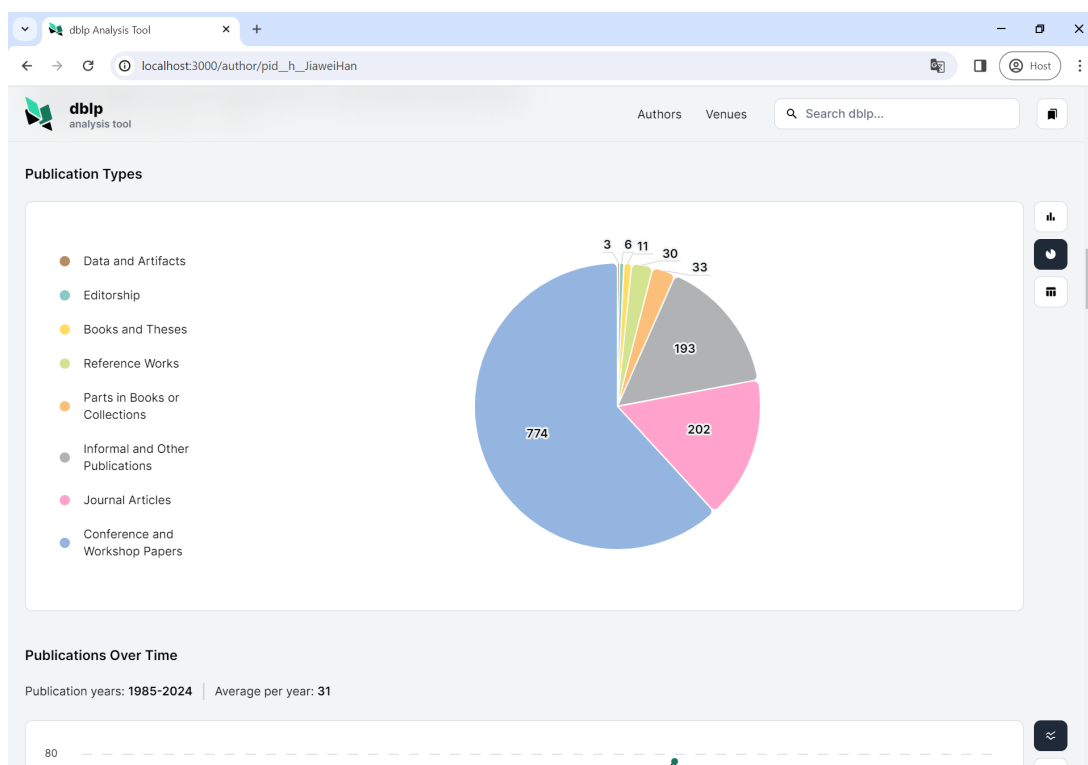 dblp Analysis Tool
localhost:3000/author/pid__h__JiaweiHan
Host
dblp
analysis tool
Authors
Venues
Search dblp...
Publication Types
Data and Artifacts
Editorship
Books and Theses
Reference Works
Parts in Books or
Collections
Informal and Other
Publications
Journal Articles
Conference and
Workshop Papers
3
6
11
30
33
193
202
774
Publications Over Time
Publication years: 1985-2024
Average per year: 31
80